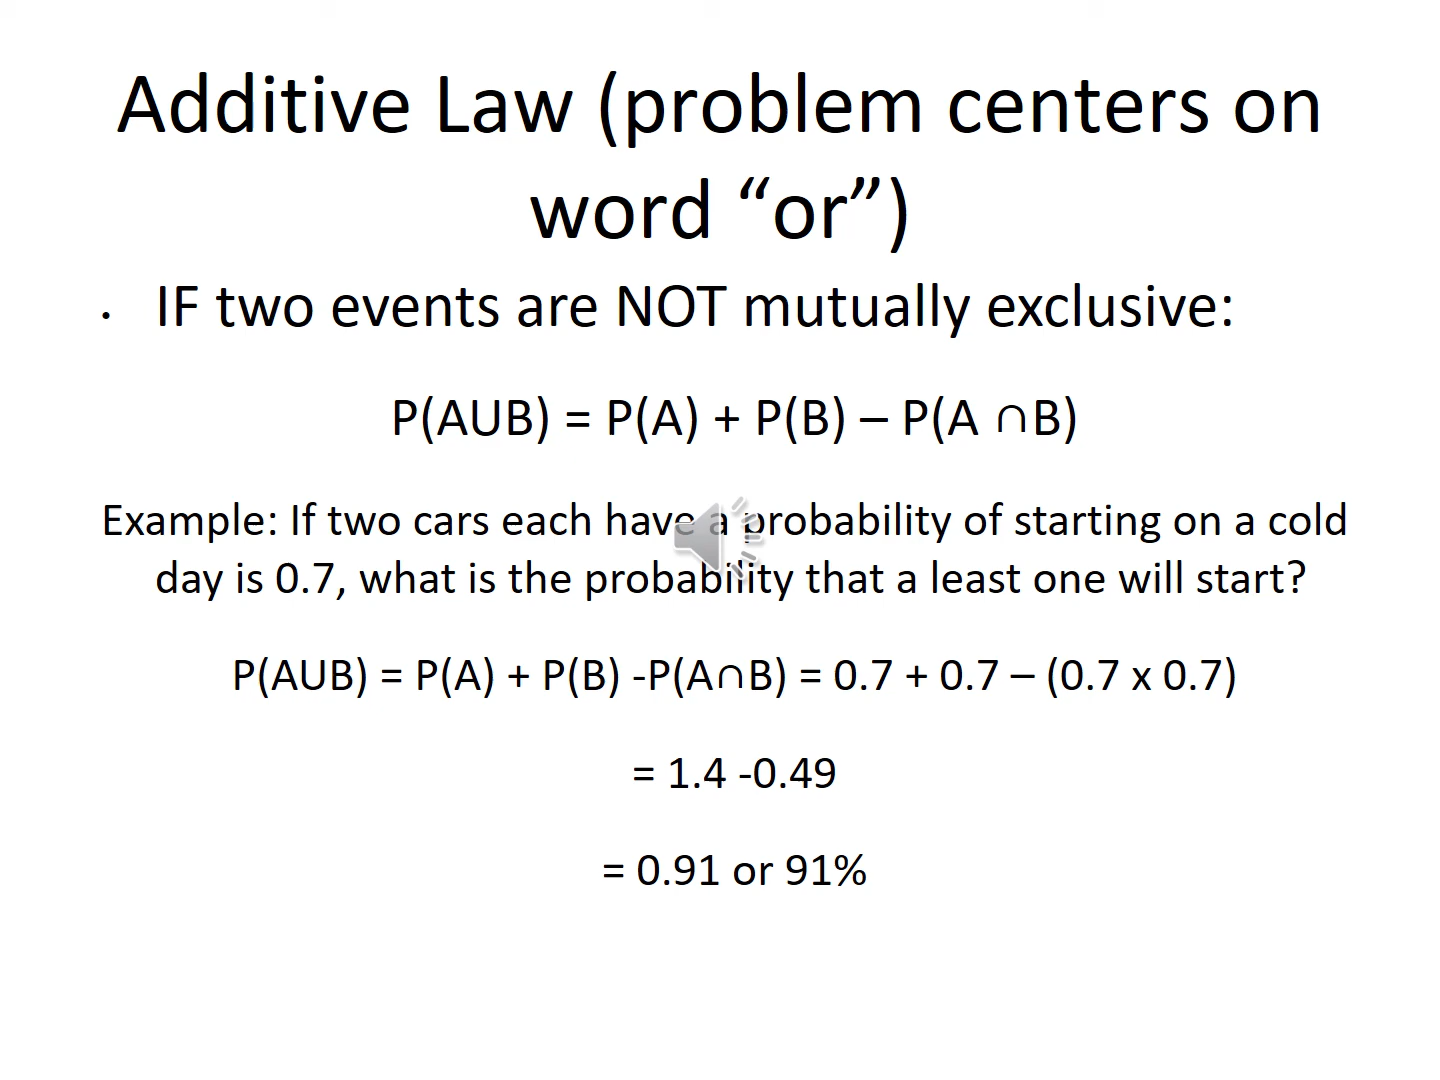 Additive Law (problem centers on
word “or”)
• IF two events are NOT mutually exclusive:
P(AUB) = P(A) + P(B) – P(A ∩B)
Example: If two cars each have a probability of starting on a cold
day is 0.7, what is the probability that a least one will start?
P(AUB) = P(A) + P(B) -P(A∩B) = 0.7 + 0.7 – (0.7 x 0.7)
= 1.4 -0.49
= 0.91 or 91%